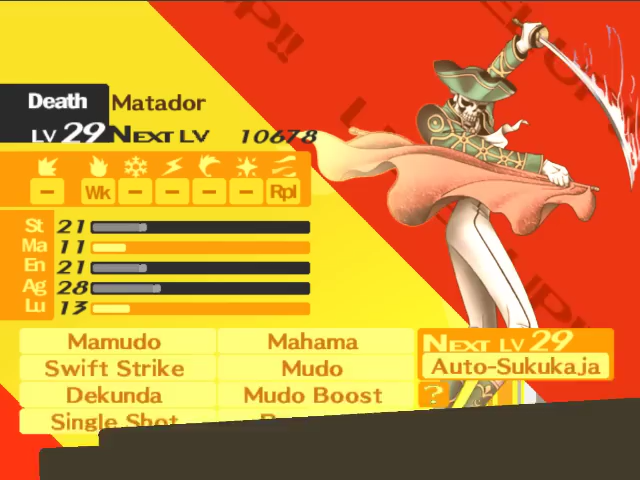 UP!!
Death Matador
LV 29 NEXT LV 10678
– Wk – – – – Rpl
St 21
Ma 11
En 21
Ag 28
Lu 13
Mamudo Mahama
Swift Strike Mudo
Dekunda Mudo Boost
Single Shot
NEXT LV 29
Auto-Sukukaja
?